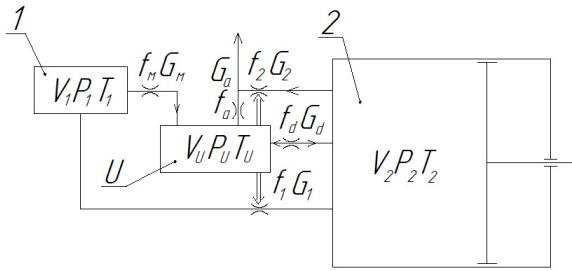 1
2
fмGм
Ga
f2G2
V1P1T1
fa
fdGd
VUPUTU
U
f1G1
V2P2T2